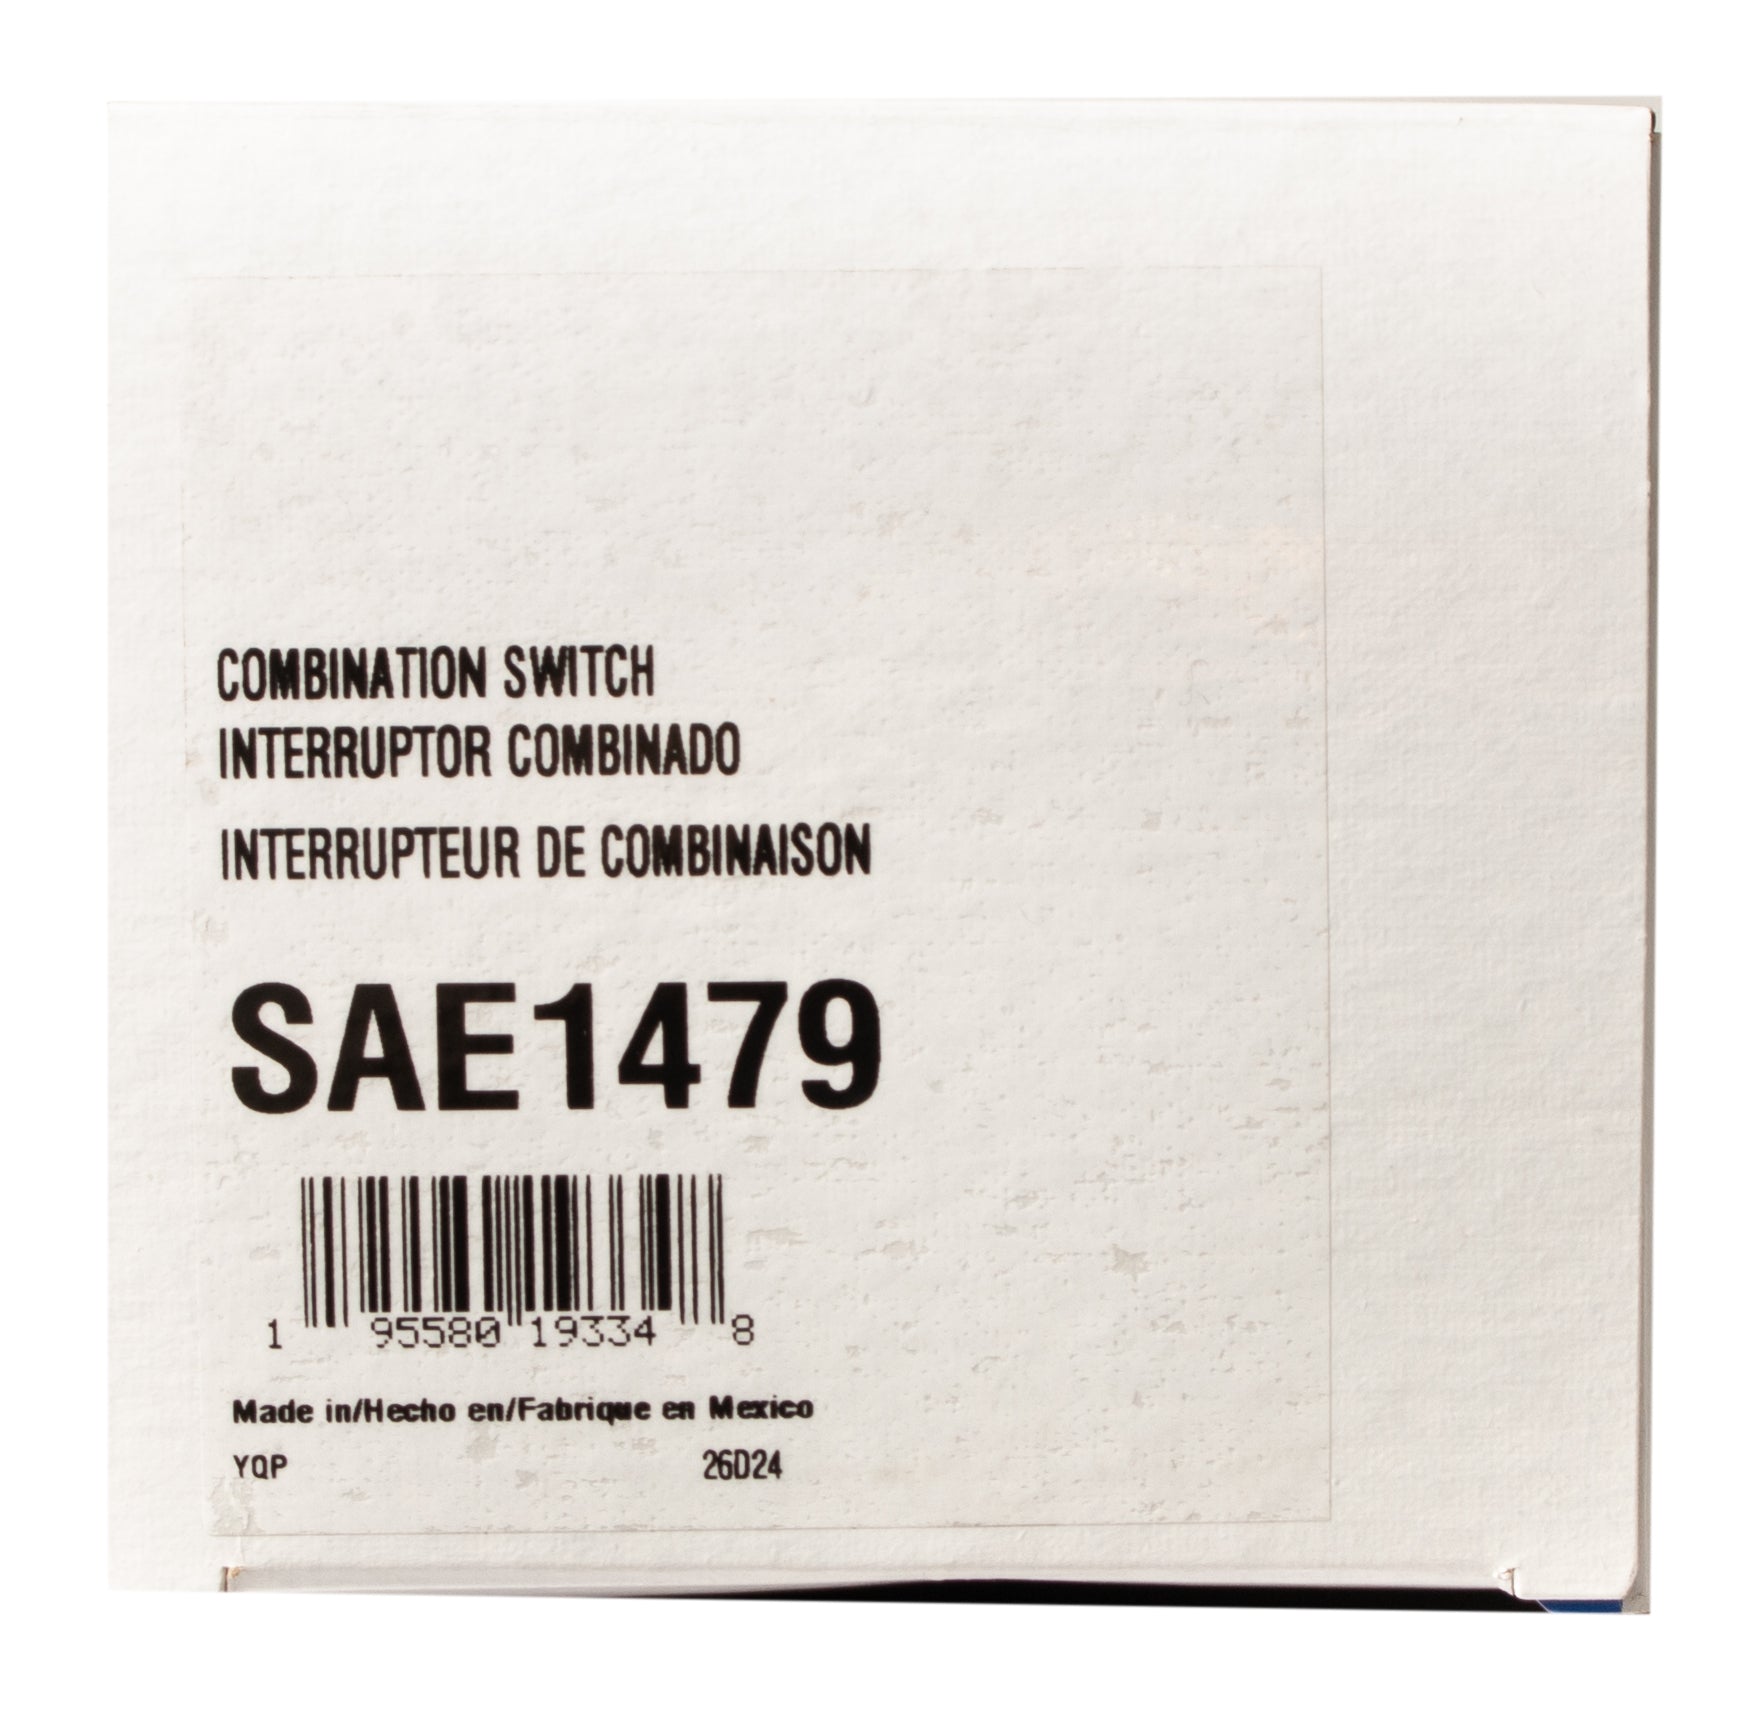 COMBINATION SWITCH
INTERRUPTOR COMBINADO
INTERRUPTEUR DE COMBINAISON
SAE1479
1 95580 19334 8
Made in/Hecho en/Fabrique en Mexico
YQP 26D24